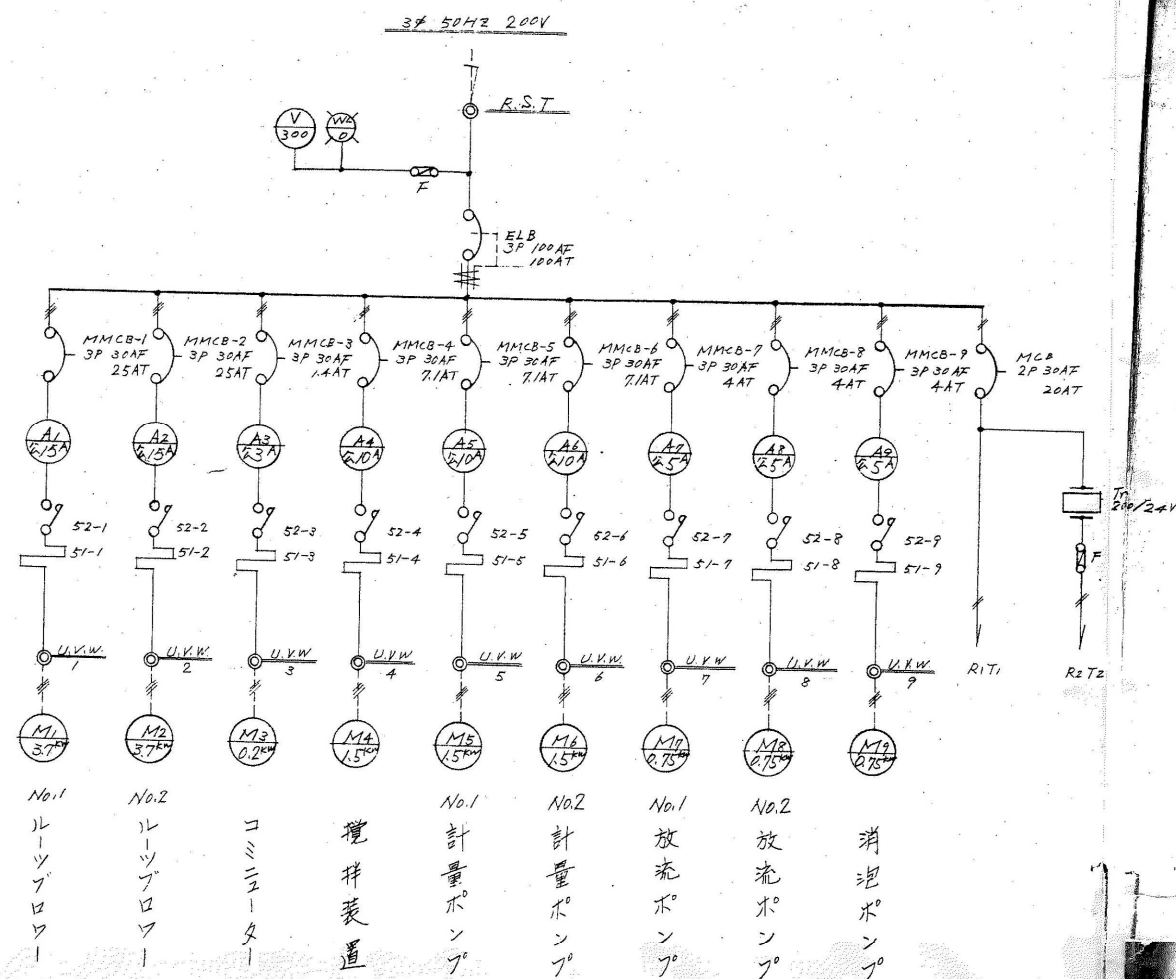 3φ 50HZ 200V
R.S.T
V
300
WL
0
F
ELB
3P 100AF
100AT
MMCB-1
3P 30AF
25AT
MMCB-2
3P 30AF
25AT
MMCB-3
3P 30AF
1.4AT
MMCB-4
3P 30AF
7.1AT
MMCB-5
3P 30AF
7.1AT
MMCB-6
3P 30AF
7.1AT
MMCB-7
3P 30AF
4AT
MMCB-8
3P 30AF
4AT
MMCB-9
3P 30AF
4AT
MCB
2P 30AF
20AT
A1
15A
A2
15A
A3
3A
A4
10A
A5
10A
A6
10A
A7
5A
A8
5A
A9
5A
Tr
200/24V
F
52-1
52-2
52-3
52-4
52-5
52-6
52-7
52-8
52-9
51-1
51-2
51-3
51-4
51-5
51-6
51-7
51-8
51-9
U.V.W.
1
U.V.W.
2
U.V.W
3
U.V.W
4
U.V.W
5
U.V.W
6
U.V.W
7
U.V.W
8
U.V.W
9
R1T1
R2T2
M1
3.7kW
M2
3.7kW
M3
0.2kW
M4
1.5kW
M5
1.5kW
M6
1.5kW
M7
0.75kW
M8
0.75kW
M9
0.75kW
No.1
ルーツブロワー
No.2
ルーツブロワー
コミニューター
攪拌装置
No.1
計量ポンプ
No.2
計量ポンプ
No.1
放流ポンプ
No.2
放流ポンプ
消泡ポンプ